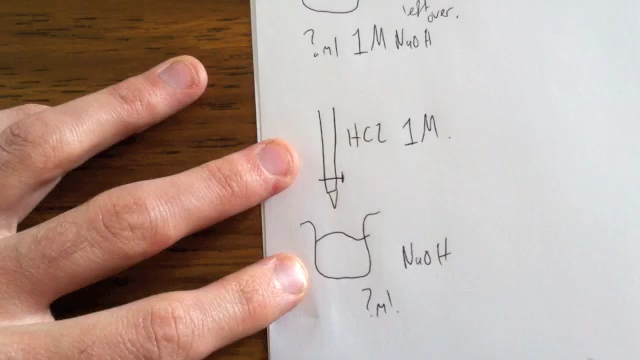 left over.
?ml 1M NaOH
HCl 1M.
NaOH
?ml.